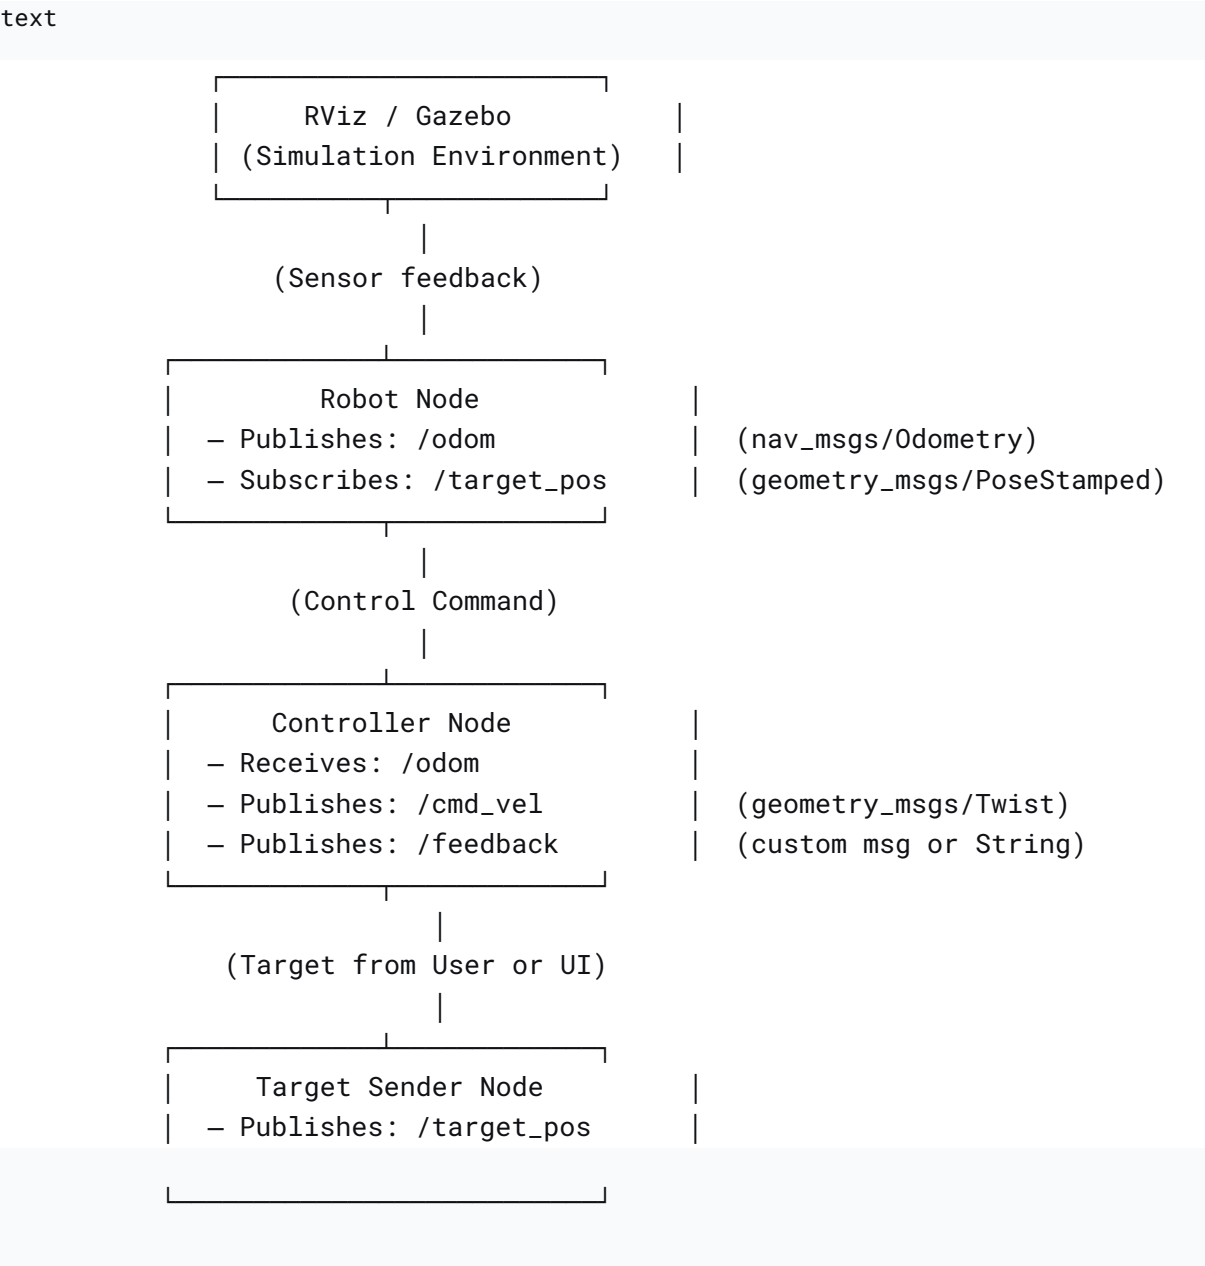 text
RViz / Gazebo
(Simulation Environment)
(Sensor feedback)
Robot Node
– Publishes: /odom (nav_msgs/Odometry)
– Subscribes: /target_pos (geometry_msgs/PoseStamped)
(Control Command)
Controller Node
– Receives: /odom
– Publishes: /cmd_vel (geometry_msgs/Twist)
– Publishes: /feedback (custom msg or String)
(Target from User or UI)
Target Sender Node
– Publishes: /target_pos